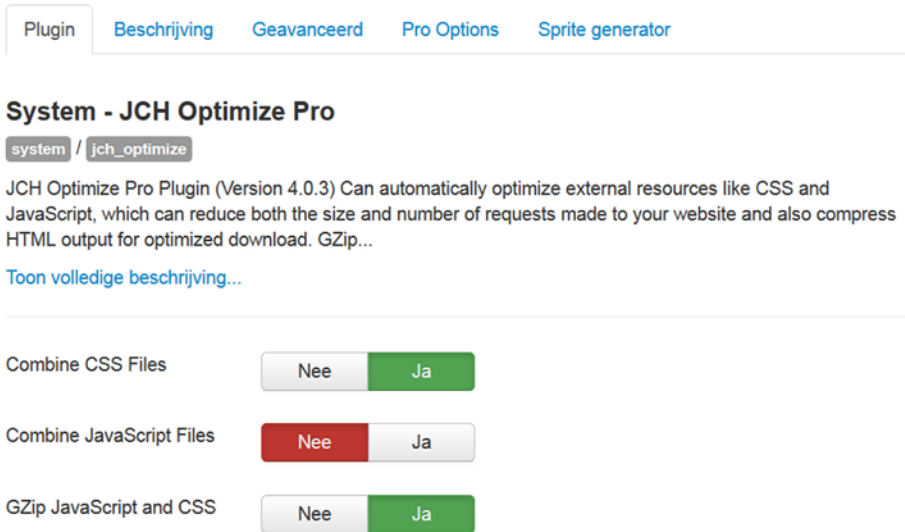 Plugin Beschrijving Geavanceerd Pro Options Sprite generator
System - JCH Optimize Pro
system / jch_optimize
JCH Optimize Pro Plugin (Version 4.0.3) Can automatically optimize external resources like CSS and
JavaScript, which can reduce both the size and number of requests made to your website and also compress
HTML output for optimized download. GZip...
Toon volledige beschrijving...
Combine CSS Files Nee Ja
Combine JavaScript Files Nee Ja
GZip JavaScript and CSS Nee Ja